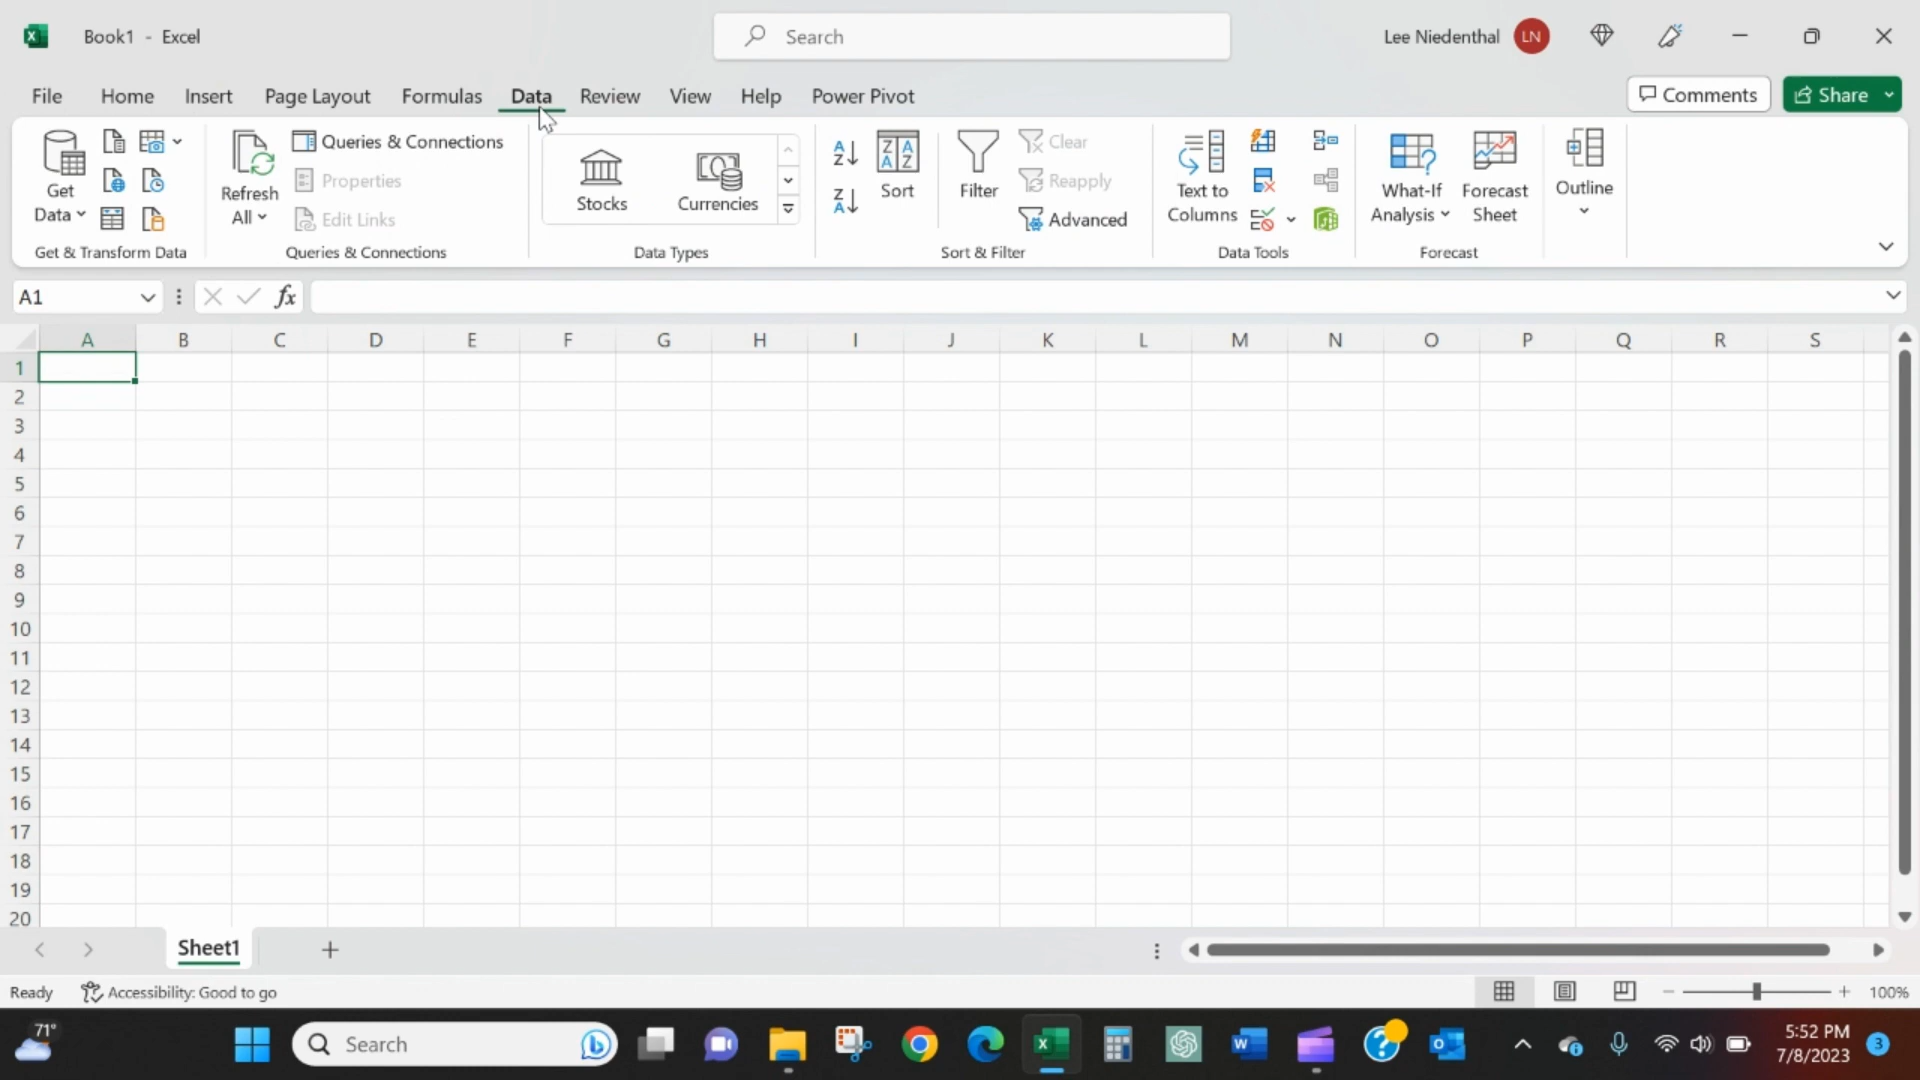 Book1 - Excel
Search
Lee Niedenthal
LN
File
Home
Insert
Page Layout
Formulas
Data
Review
View
Help
Power Pivot
Comments
Share
Get
Data
Refresh
All
Queries & Connections
Properties
Edit Links
Stocks
Currencies
Sort
Filter
Clear
Reapply
Advanced
Text to
Columns
What-If
Analysis
Forecast
Sheet
Outline
Get & Transform Data
Queries & Connections
Data Types
Sort & Filter
Data Tools
Forecast
A1
fx
A B C D E F G H I J K L M N O P Q R S
1
2
3
4
5
6
7
8
9
10
11
12
13
14
15
16
17
18
19
20
Sheet1
Ready
Accessibility: Good to go
100%
71°
Search
5:52 PM
7/8/2023
3